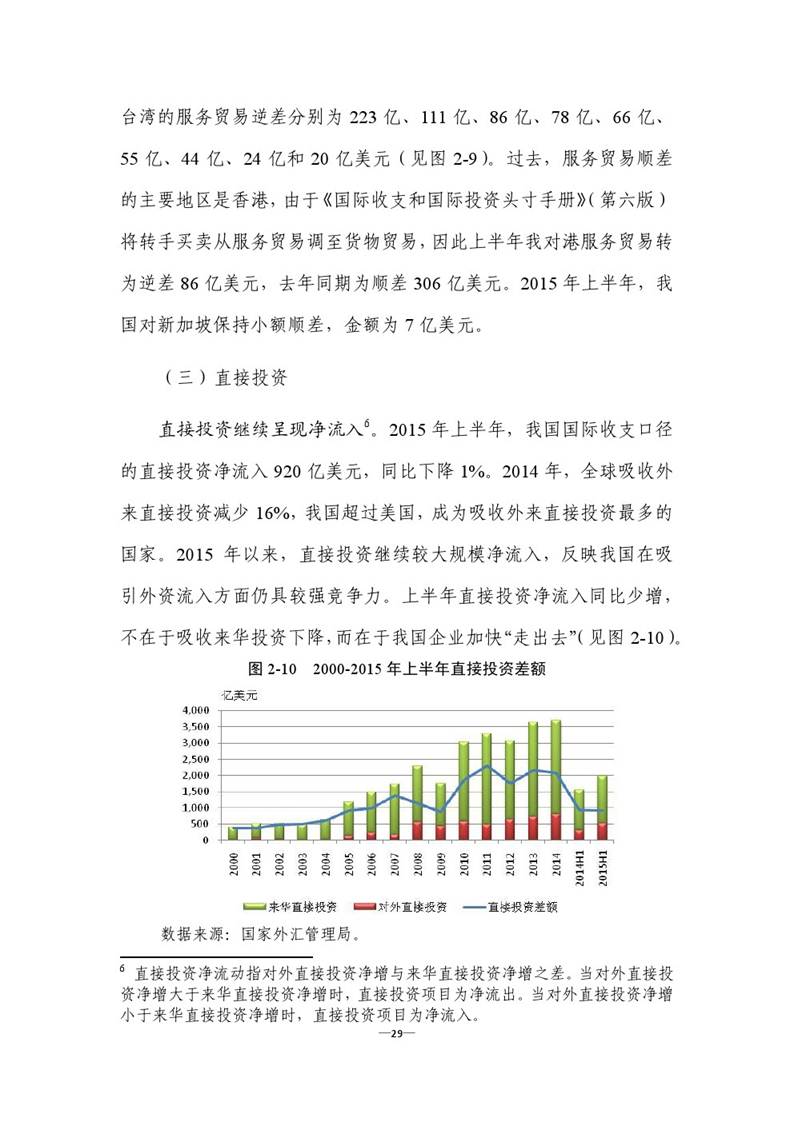 台湾的服务贸易逆差分别为 223 亿、111 亿、86 亿、78 亿、66 亿、
55 亿、44 亿、24 亿和 20 亿美元（见图 2-9）。过去，服务贸易顺差
的主要地区是香港，由于《国际收支和国际投资头寸手册》（第六版）
将转手买卖从服务贸易调至货物贸易，因此上半年我对港服务贸易转
为逆差 86 亿美元，去年同期为顺差 306 亿美元。2015 年上半年，我
国对新加坡保持小额顺差，金额为 7 亿美元。
（三）直接投资
直接投资继续呈现净流入6。2015 年上半年，我国国际收支口径
的直接投资净流入 920 亿美元，同比下降 1%。2014 年，全球吸收外
来直接投资减少 16%，我国超过美国，成为吸收外来直接投资最多的
国家。2015 年以来，直接投资继续较大规模净流入，反映我国在吸
引外资流入方面仍具较强竞争力。上半年直接投资净流入同比少增，
不在于吸收来华投资下降，而在于我国企业加快“走出去”（见图 2-10）。
图 2-10 2000-2015 年上半年直接投资差额
亿美元
4,000
3,500
3,000
2,500
2,000
1,500
1,000
500
0
2000 2001 2002 2003 2004 2005 2006 2007 2008 2009 2010 2011 2012 2013 2014 2014H1 2015H1
来华直接投资 对外直接投资 直接投资差额
数据来源：国家外汇管理局。
6 直接投资净流动指对外直接投资净增与来华直接投资净增之差。当对外直接投
资净增大于来华直接投资净增时，直接投资项目为净流出。当对外直接投资净增
小于来华直接投资净增时，直接投资项目为净流入。
—29—